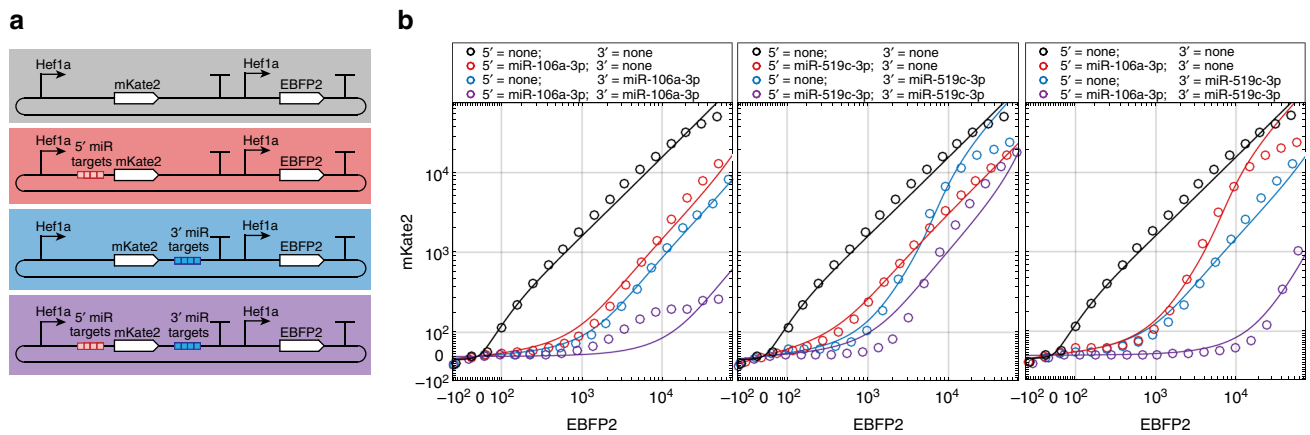 a
Hef1a
mKate2
Hef1a
EBFP2
Hef1a
5′ miR
targets
mKate2
Hef1a
EBFP2
Hef1a
mKate2
3′ miR
targets
Hef1a
EBFP2
Hef1a
5′ miR
targets
mKate2
3′ miR
targets
Hef1a
EBFP2
b
5′ = none; 3′ = none
5′ = miR-106a-3p; 3′ = none
5′ = none; 3′ = miR-106a-3p
5′ = miR-106a-3p; 3′ = miR-106a-3p
5′ = none; 3′ = none
5′ = miR-519c-3p; 3′ = none
5′ = none; 3′ = miR-519c-3p
5′ = miR-519c-3p; 3′ = miR-519c-3p
5′ = none; 3′ = none
5′ = miR-106a-3p; 3′ = none
5′ = none; 3′ = miR-519c-3p
5′ = miR-106a-3p; 3′ = miR-519c-3p
mKate2
10⁴
10³
10²
0
−10²
−10² 0 10² 10³ 10⁴
EBFP2
−10² 0 10² 10³ 10⁴
EBFP2
−10² 0 10² 10³ 10⁴
EBFP2